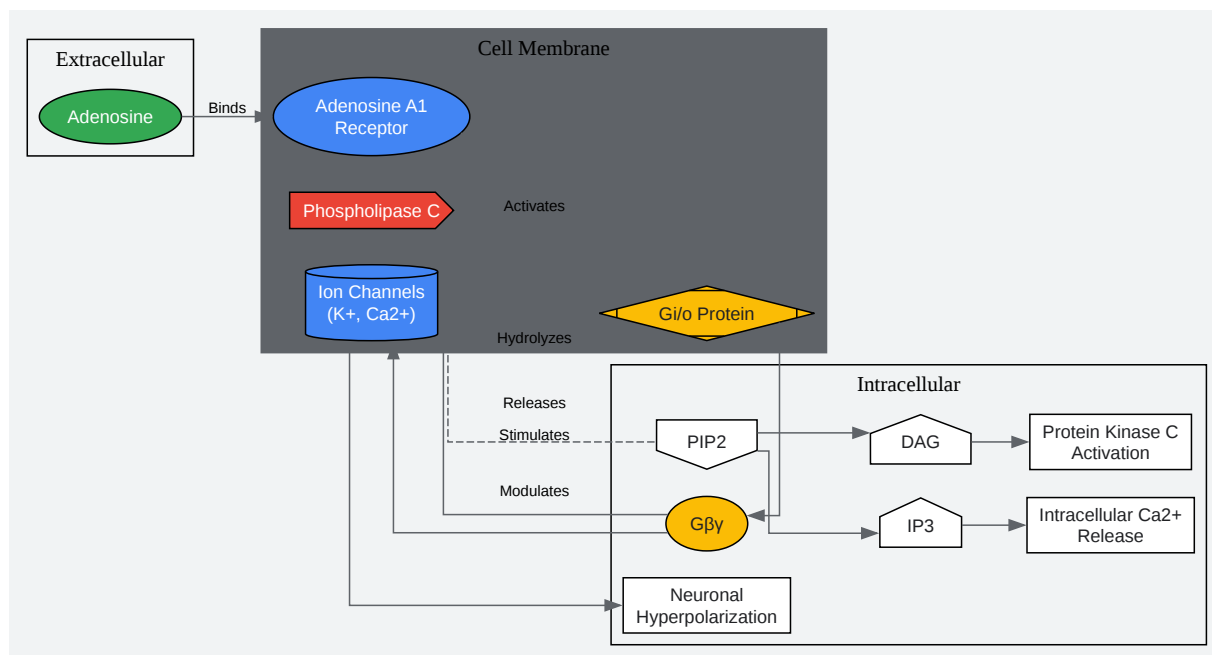 Cell Membrane
Extracellular
Adenosine
Binds
Adenosine A1
Receptor
Phospholipase C
Activates
Ion Channels
(K+, Ca2+)
Gi/o Protein
Hydrolyzes
Intracellular
Releases
Stimulates
PIP2
DAG
Protein Kinase C
Activation
Modulates
Gβγ
IP3
Intracellular Ca2+
Release
Neuronal
Hyperpolarization